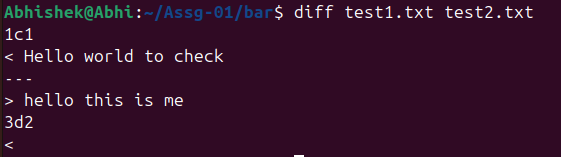 Abhishek@Abhi:~/Assg-01/bar$ diff test1.txt test2.txt
1c1
< Hello world to check
---
> hello this is me
3d2
<